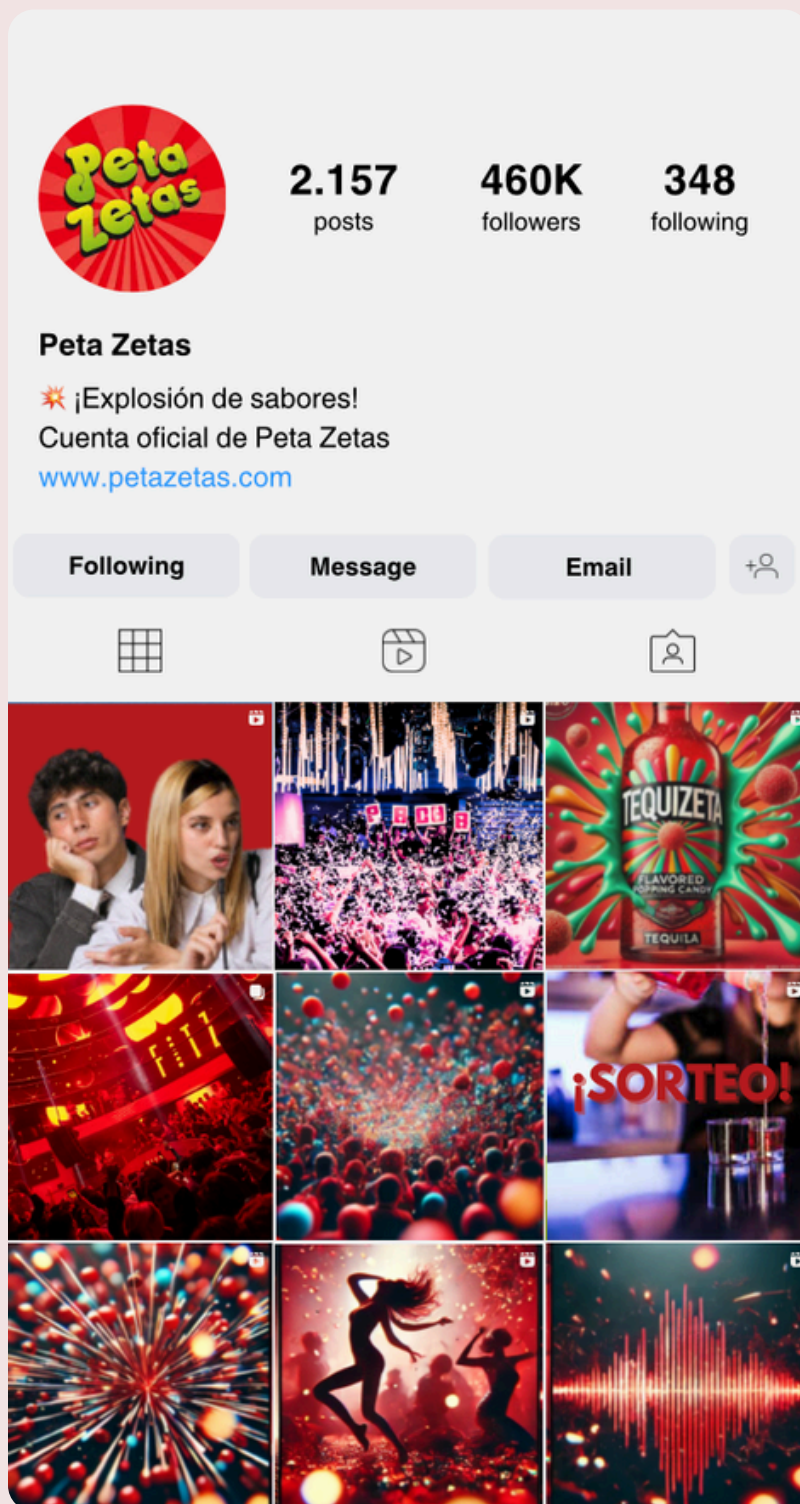 Peta
Zetas
2.157
posts
460K
followers
348
following
Peta Zetas
💥 ¡Explosión de sabores!
Cuenta oficial de Peta Zetas
www.petazetas.com
Following
Message
Email
TEQUIZETA
FLAVORED
POPPING CANDY
TEQUILA
¡SORTEO!